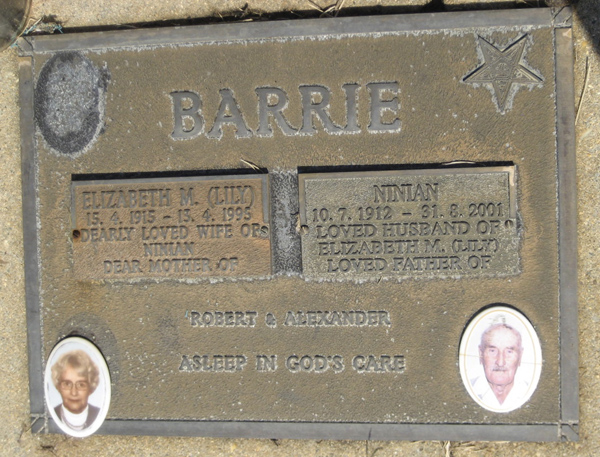 BARRIE
ELIZABETH M. (LILY)
15. 4. 1915 - 13. 4. 1995
DEARLY LOVED WIFE OF
NINIAN
DEAR MOTHER OF
NINIAN
10. 7. 1912 - 31. 8. 2001
LOVED HUSBAND OF
ELIZABETH M. (LILY)
LOVED FATHER OF
ROBERT & ALEXANDER
ASLEEP IN GOD'S CARE